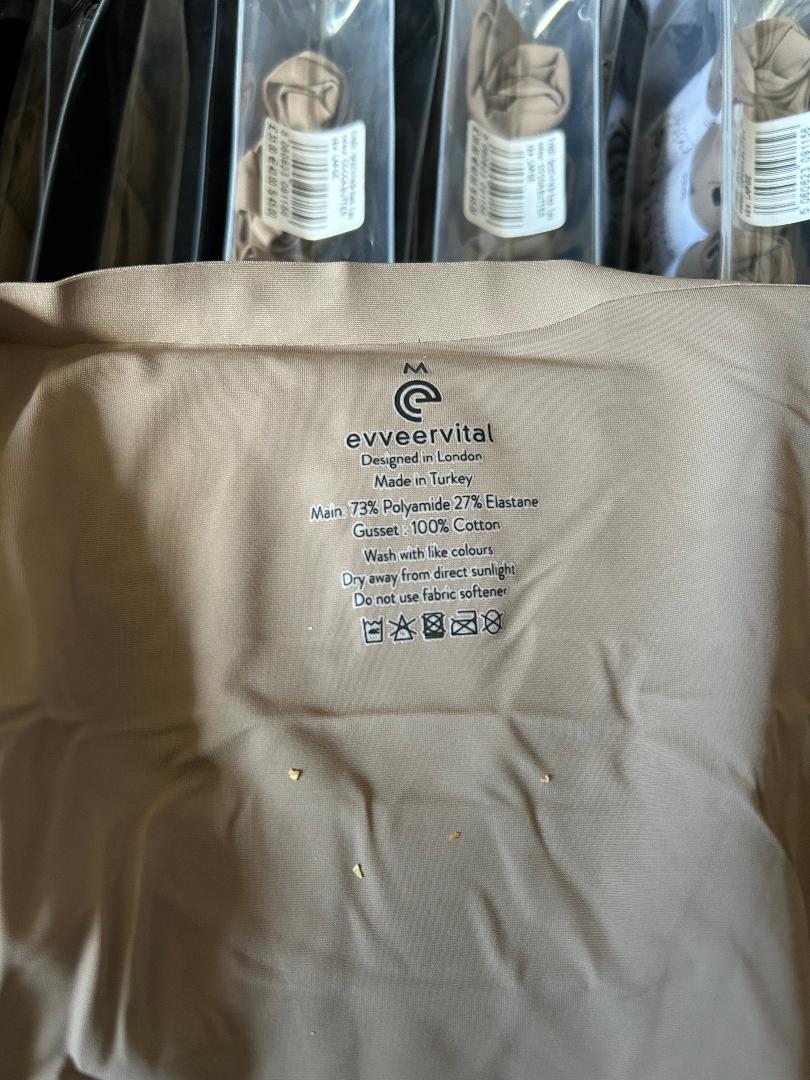 M
evveervital
Designed in London
Made in Turkey
Main: 73% Polyamide 27% Elastane
Gusset : 100% Cotton
Wash with like colours
Dry away from direct sunlight
Do not use fabric softener